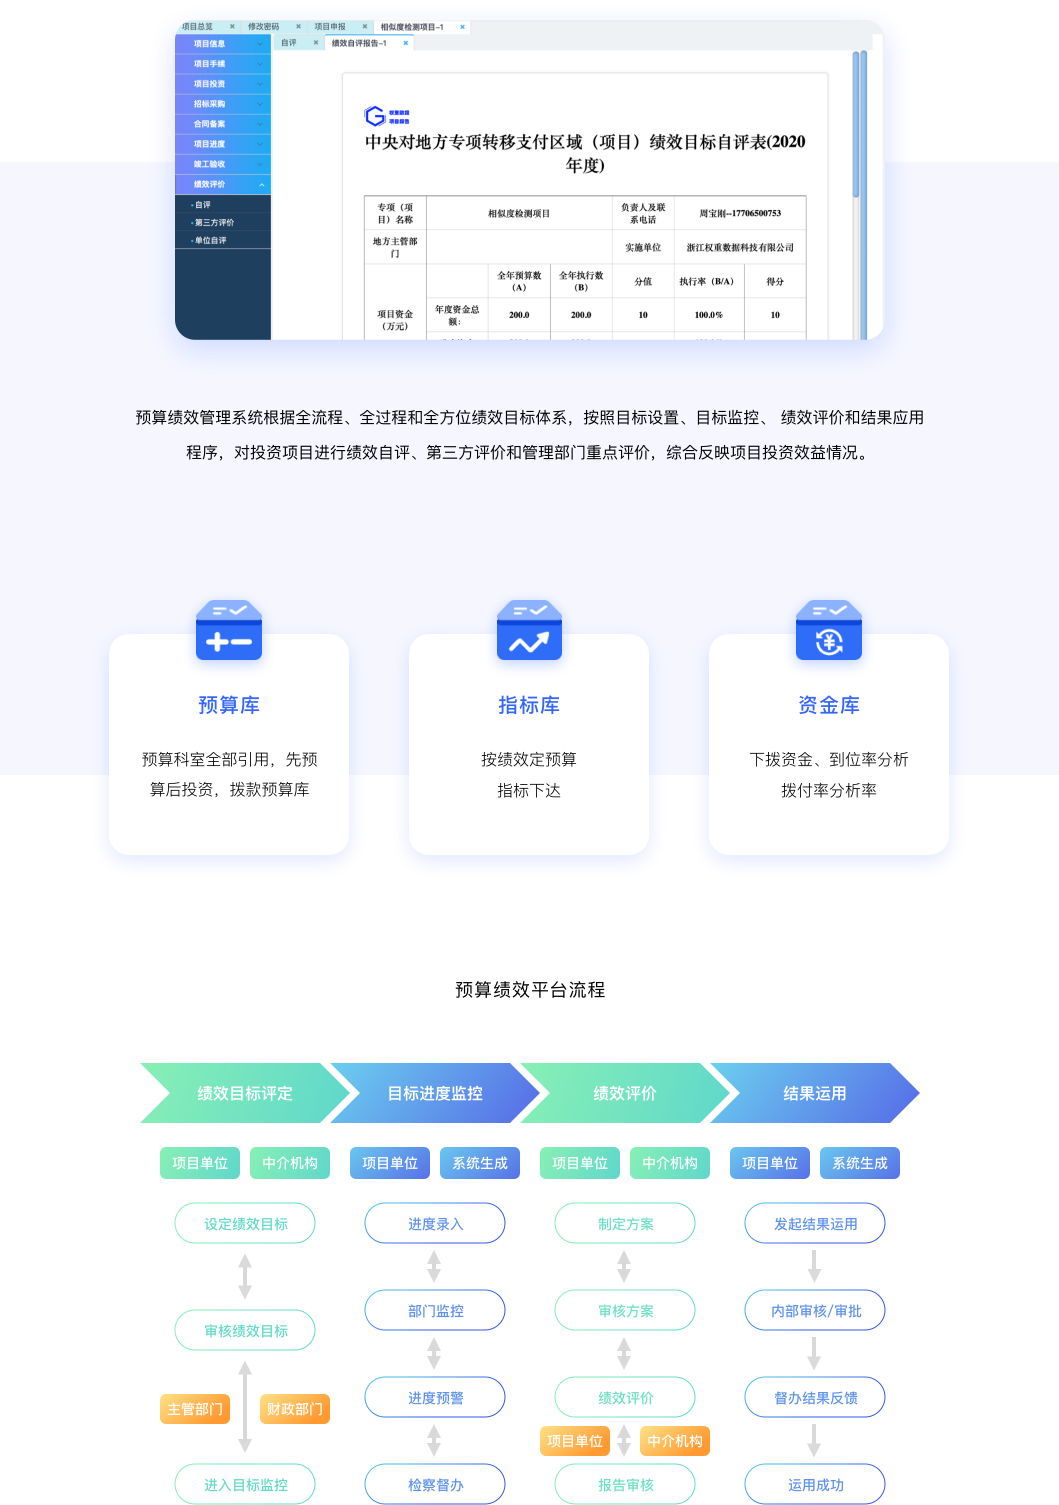 项目总览 修改密码 项目申报 相似度检测项目-1
项目信息 自评 绩效自评报告-1
项目手续
项目投资
招标采购
合同备案
项目进度
竣工验收
绩效评价
自评
第三方评价
单位自评
权重数据
项目报告
中央对地方专项转移支付区域（项目）绩效目标自评表(2020
年度)
专项（项目）名称 相似度检测项目 负责人及联系电话 周宝刚--17706500753
地方主管部门 实施单位 浙江权重数据科技有限公司
项目资金（万元） 全年预算数（A） 全年执行数（B） 分值 执行率（B/A） 得分
年度资金总额： 200.0 200.0 10 100.0% 10
预算绩效管理系统根据全流程、全过程和全方位绩效目标体系，按照目标设置、目标监控、 绩效评价和结果应用
程序，对投资项目进行绩效自评、第三方评价和管理部门重点评价，综合反映项目投资效益情况。
预算库
预算科室全部引用，先预
算后投资，拨款预算库
指标库
按绩效定预算
指标下达
资金库
下拨资金、到位率分析
拨付率分析率
预算绩效平台流程
绩效目标评定 目标进度监控 绩效评价 结果运用
项目单位 中介机构 项目单位 系统生成 项目单位 中介机构 项目单位 系统生成
设定绩效目标 进度录入 制定方案 发起结果运用
审核绩效目标 部门监控 审核方案 内部审核/审批
主管部门 财政部门 进度预警 绩效评价 督办结果反馈
项目单位 中介机构
进入目标监控 检察督办 报告审核 运用成功